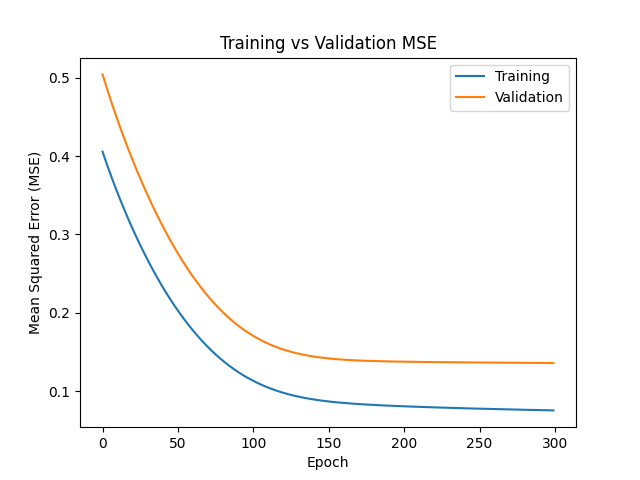 Training vs Validation MSE
Training
Validation
0.5
0.4
0.3
0.2
0.1
Mean Squared Error (MSE)
0 50 100 150 200 250 300
Epoch